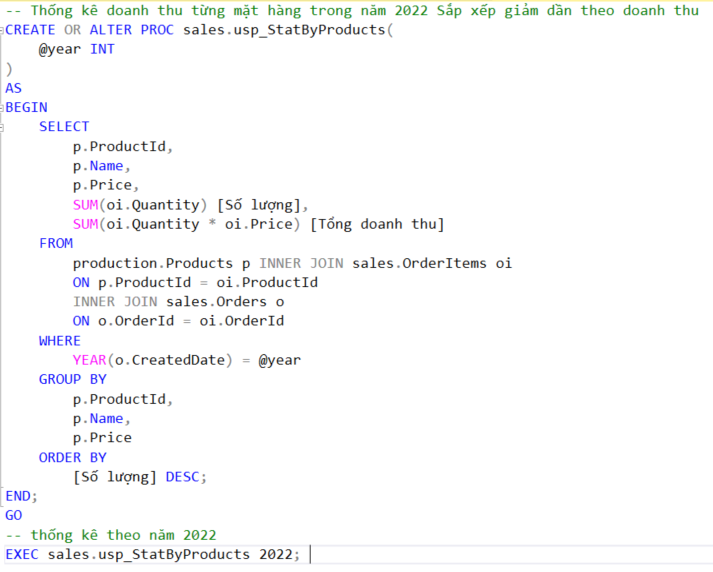 -- Thống kê doanh thu từng mặt hàng trong năm 2022 Sắp xếp giảm dần theo doanh thu
CREATE OR ALTER PROC sales.usp_StatByProducts(
    @year INT
)
AS
BEGIN
    SELECT
        p.ProductId,
        p.Name,
        p.Price,
        SUM(oi.Quantity) [Số lượng],
        SUM(oi.Quantity * oi.Price) [Tổng doanh thu]
    FROM
        production.Products p INNER JOIN sales.OrderItems oi
        ON p.ProductId = oi.ProductId
        INNER JOIN sales.Orders o
        ON o.OrderId = oi.OrderId
    WHERE
        YEAR(o.CreatedDate) = @year
    GROUP BY
        p.ProductId,
        p.Name,
        p.Price
    ORDER BY
        [Số lượng] DESC;
END;
GO
-- thống kê theo năm 2022
EXEC sales.usp_StatByProducts 2022;